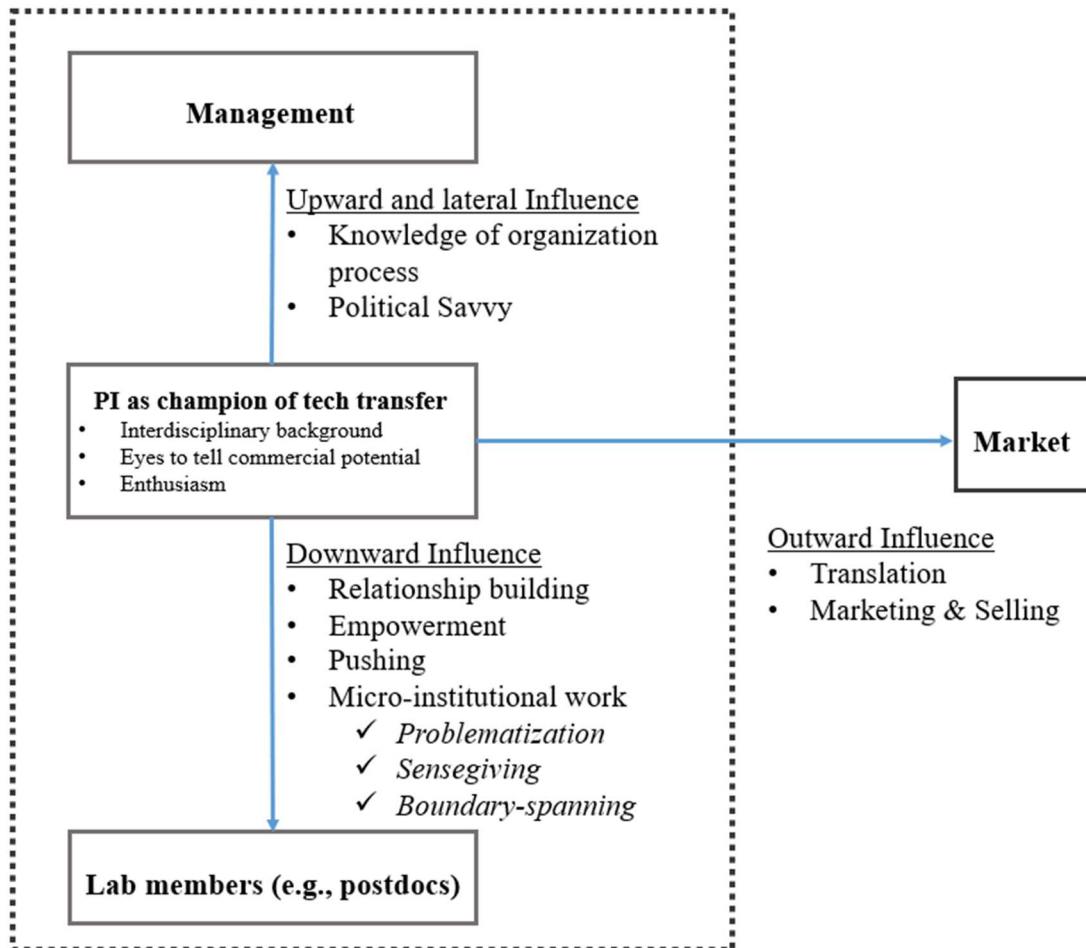 Management
Upward and lateral Influence
• Knowledge of organization
process
• Political Savvy
PI as champion of tech transfer
• Interdisciplinary background
• Eyes to tell commercial potential
• Enthusiasm
Market
Downward Influence
• Relationship building
• Empowerment
• Pushing
• Micro-institutional work
✓ Problematization
✓ Sensegiving
✓ Boundary-spanning
Outward Influence
• Translation
• Marketing & Selling
Lab members (e.g., postdocs)